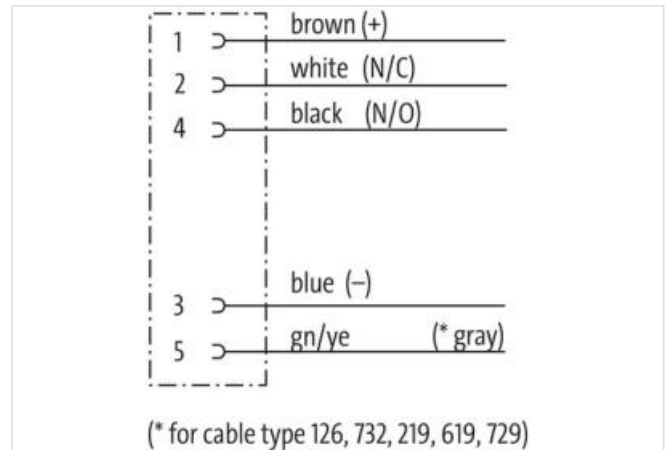 1 brown (+)
2 white (N/C)
4 black (N/O)
3 blue (–)
5 gn/ye (* gray)
(* for cable type 126, 732, 219, 619, 729)